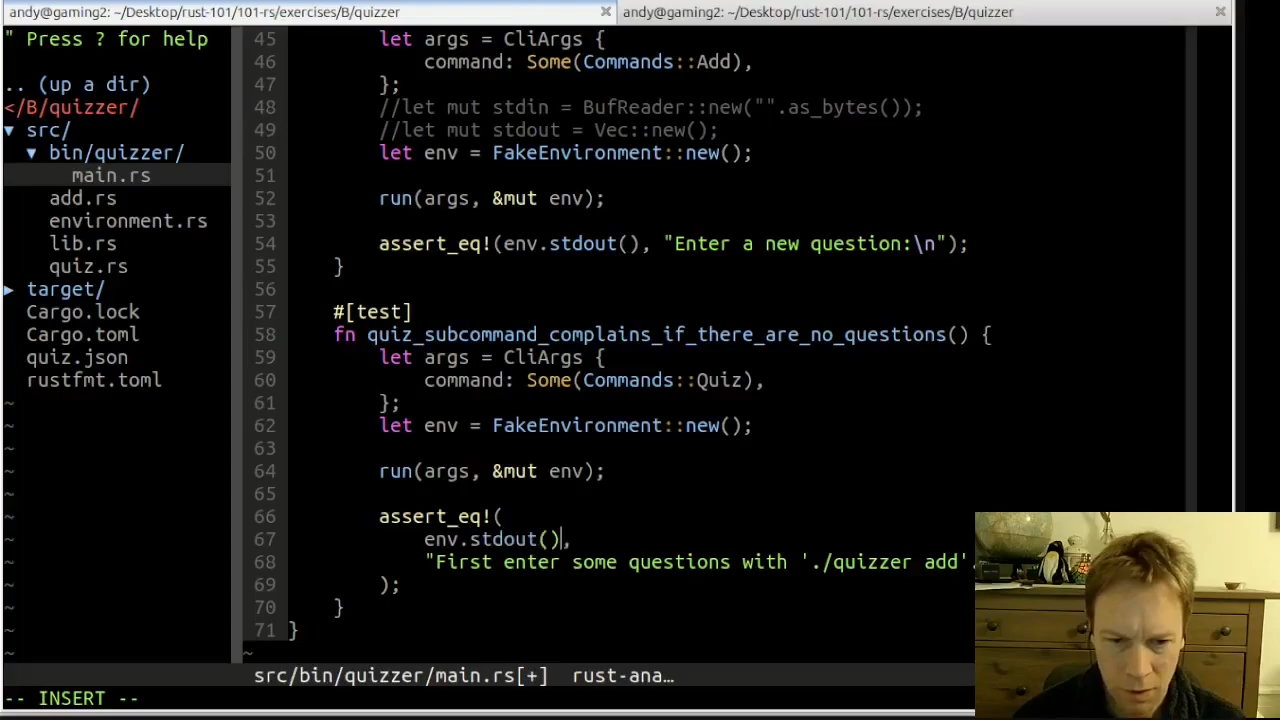 andy@gaming2: ~/Desktop/rust-101/101-rs/exercises/B/quizzer × andy@gaming2: ~/Desktop/rust-101/101-rs/exercises/B/quizzer ×
" Press ? for help
.. (up a dir)
</B/quizzer/
▼ src/
▼ bin/quizzer/
main.rs
add.rs
environment.rs
lib.rs
quiz.rs
▶ target/
Cargo.lock
Cargo.toml
quiz.json
rustfmt.toml
~
~
~
~
~
~
~
~
~
~
~
~
45 let args = CliArgs {
46 command: Some(Commands::Add),
47 };
48 //let mut stdin = BufReader::new("".as_bytes());
49 //let mut stdout = Vec::new();
50 let env = FakeEnvironment::new();
51
52 run(args, &mut env);
53
54 assert_eq!(env.stdout(), "Enter a new question:\n");
55 }
56
57 #[test]
58 fn quiz_subcommand_complains_if_there_are_no_questions() {
59 let args = CliArgs {
60 command: Some(Commands::Quiz),
61 };
62 let env = FakeEnvironment::new();
63
64 run(args, &mut env);
65
66 assert_eq!(
67 env.stdout(),
68 "First enter some questions with './quizzer add'.
69 );
70 }
71 }
~
src/bin/quizzer/main.rs[+] rust-ana…
-- INSERT --